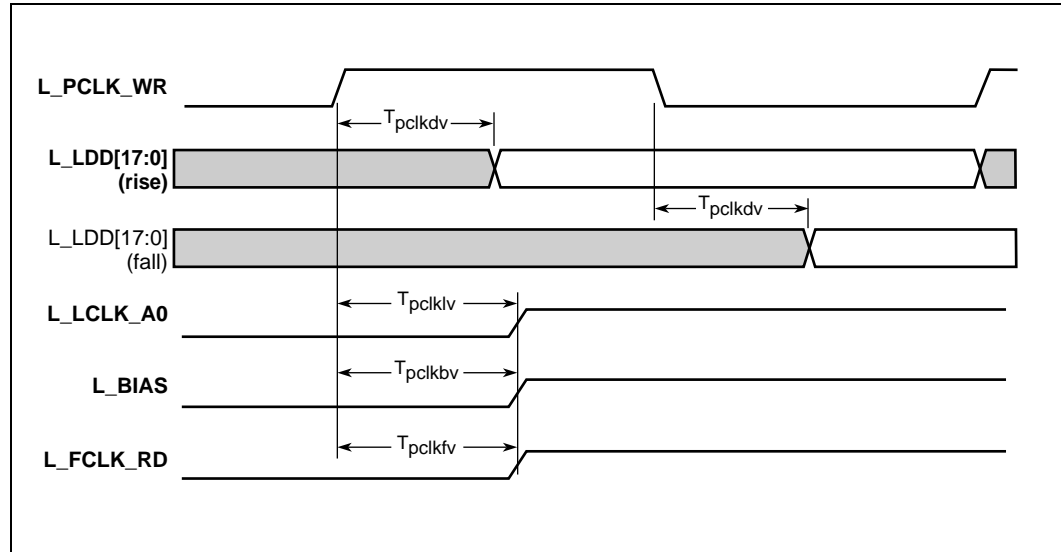 L_PCLK_WR
Tpclkdv
L_LDD[17:0]
(rise)
Tpclkdv
L_LDD[17:0]
(fall)
Tpclklv
L_LCLK_A0
Tpclkbv
L_BIAS
Tpclkfv
L_FCLK_RD